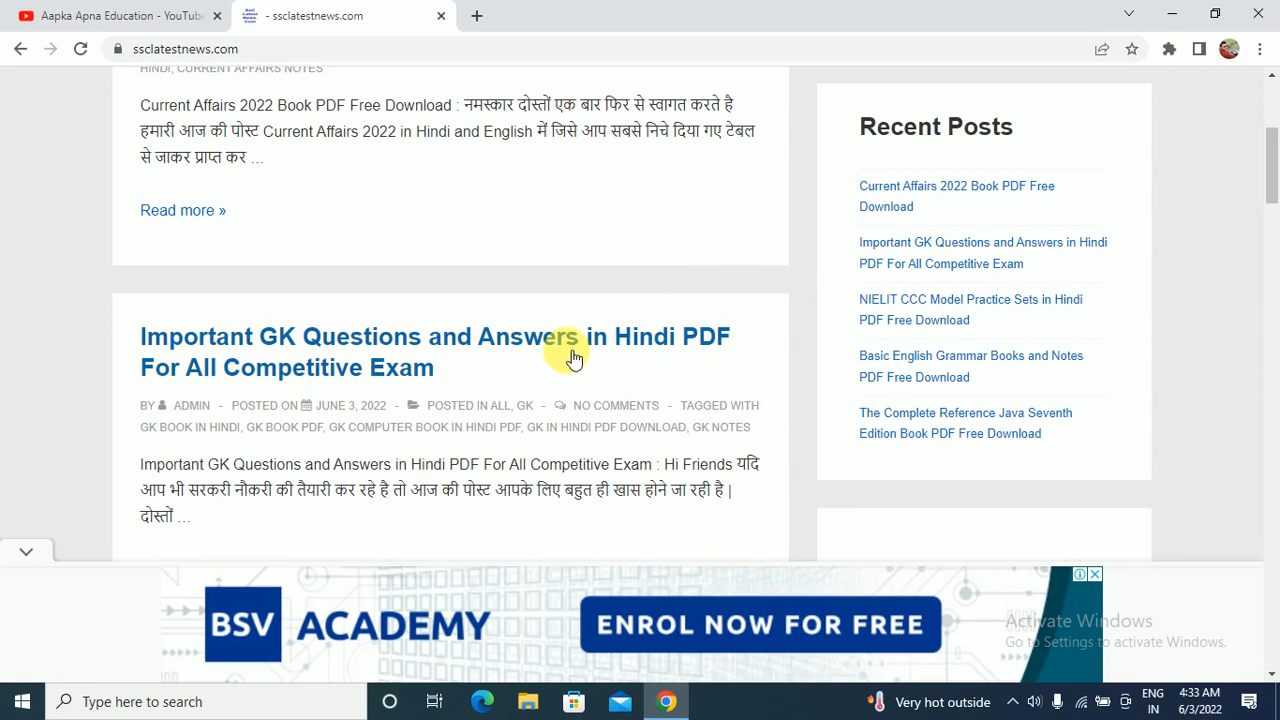 Aapka Apna Education - YouTube
- ssclatestnews.com
ssclatestnews.com
HINDI, CURRENT AFFAIRS NOTES
Current Affairs 2022 Book PDF Free Download : नमस्कार दोस्तों एक बार फिर से स्वागत करते है
हमारी आज की पोस्ट Current Affairs 2022 in Hindi and English में जिसे आप सबसे निचे दिया गए टेबल
से जाकर प्राप्त कर …
Read more »
Important GK Questions and Answers in Hindi PDF
For All Competitive Exam
BY ADMIN - POSTED ON JUNE 3, 2022 POSTED IN ALL, GK - NO COMMENTS TAGGED WITH
GK BOOK IN HINDI, GK BOOK PDF, GK COMPUTER BOOK IN HINDI PDF, GK IN HINDI PDF DOWNLOAD, GK NOTES
Important GK Questions and Answers in Hindi PDF For All Competitive Exam : Hi Friends यदि
आप भी सरकरी नौकरी की तैयारी कर रहे है तो आज की पोस्ट आपके लिए बहुत ही खास होने जा रही है |
दोस्तों …
Recent Posts
Current Affairs 2022 Book PDF Free
Download
Important GK Questions and Answers in Hindi
PDF For All Competitive Exam
NIELIT CCC Model Practice Sets in Hindi
PDF Free Download
Basic English Grammar Books and Notes
PDF Free Download
The Complete Reference Java Seventh
Edition Book PDF Free Download
BSV ACADEMY
ENROL NOW FOR FREE
Activate Windows
Go to Settings to activate Windows.
Type here to search
Very hot outside
ENG
IN
4:33 AM
6/3/2022